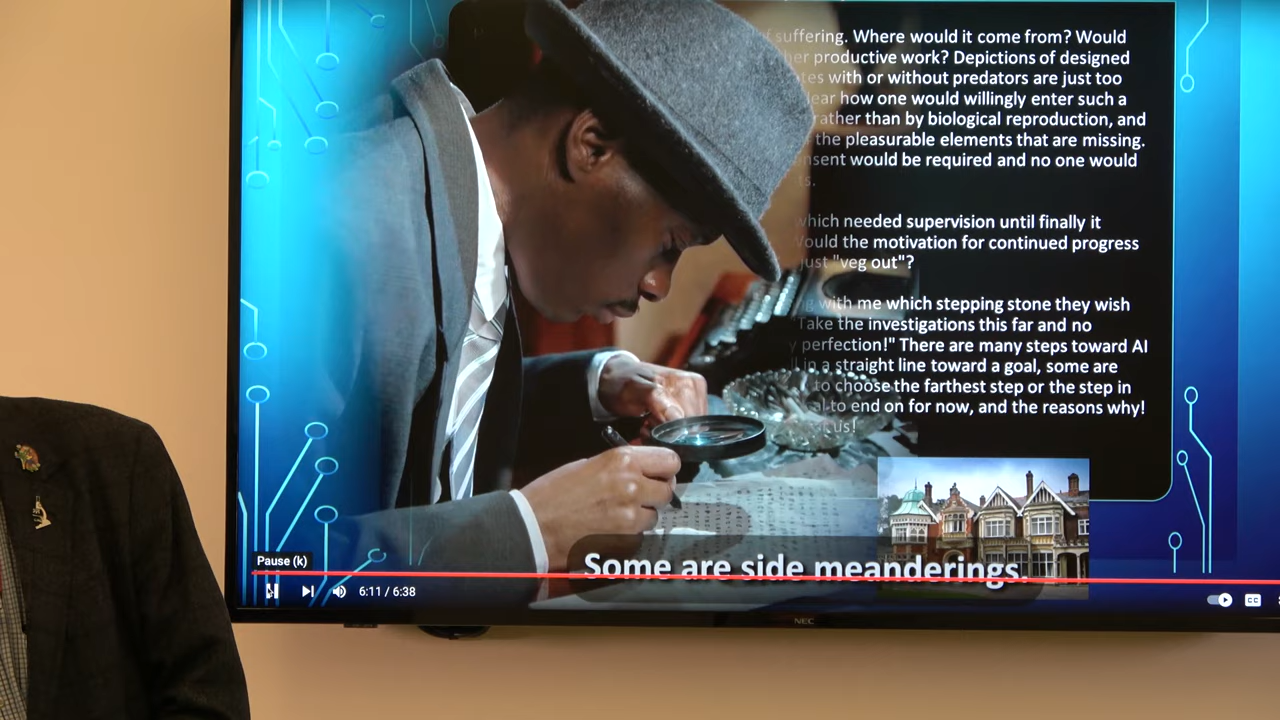 suffering. Where would it come from? Would
productive work? Depictions of designed
with or without predators are just too
how one would willingly enter such a
rather than by biological reproduction, and
the pleasurable elements that are missing.
would be required and no one would
which needed supervision until finally it
Would the motivation for continued progress
just "veg out"?
with me which stepping stone they wish
"Take the investigations this far and no
perfection!" There are many steps toward AI
in a straight line toward a goal, some are
to choose the farthest step or the step in
to end on for now, and the reasons why!
us!
Some are side meanderings.
Pause (k)
6:11 / 6:38
CC
NEC